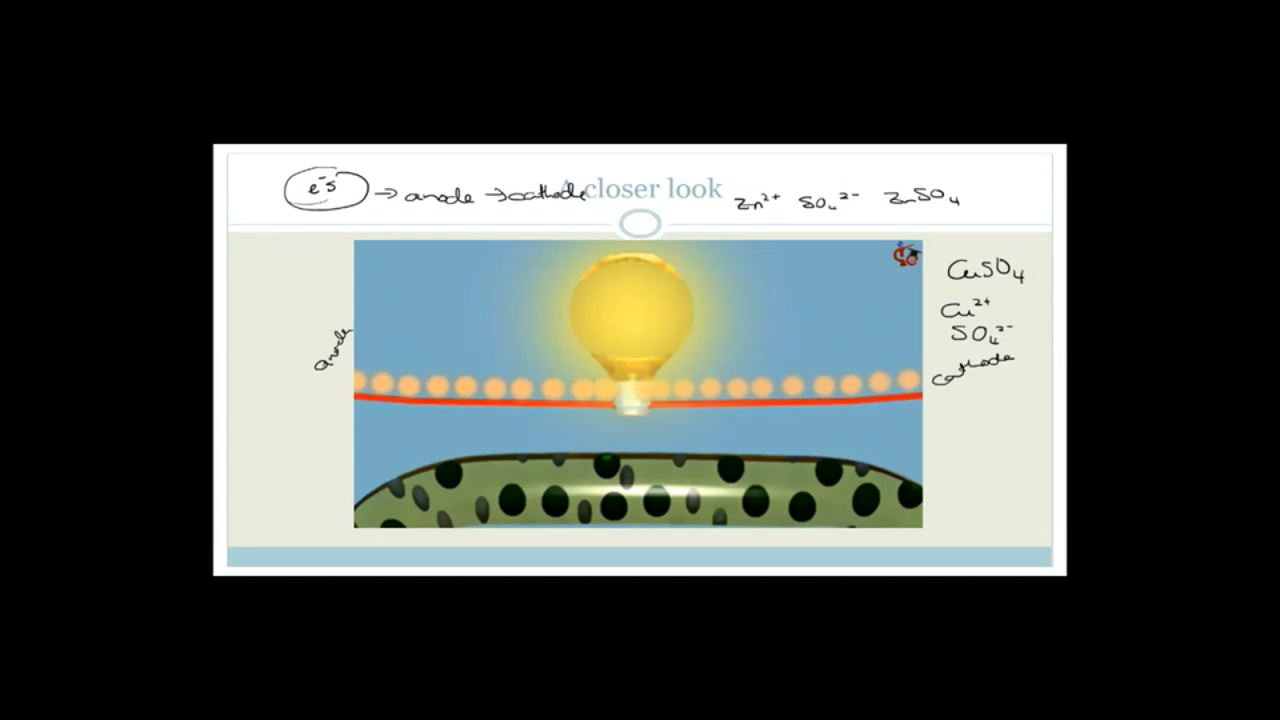 e⁻s → anode → cathode
A closer look
Zn²⁺ SO₄²⁻ ZnSO₄
CuSO₄
Cu²⁺
SO₄²⁻
anode
cathode